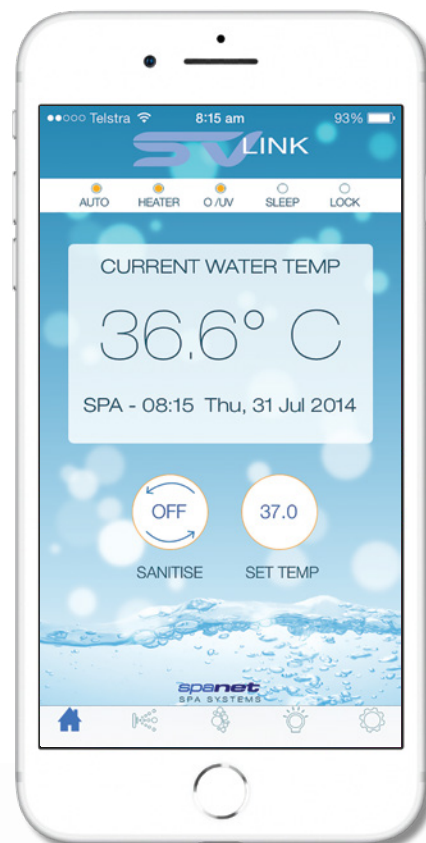 ●●○○○ Telstra 8:15 am 93%
SV LINK
AUTO HEATER O /UV SLEEP LOCK
CURRENT WATER TEMP
36.6° C
SPA - 08:15 Thu, 31 Jul 2014
OFF 37.0
SANITISE SET TEMP
spanet
SPA SYSTEMS